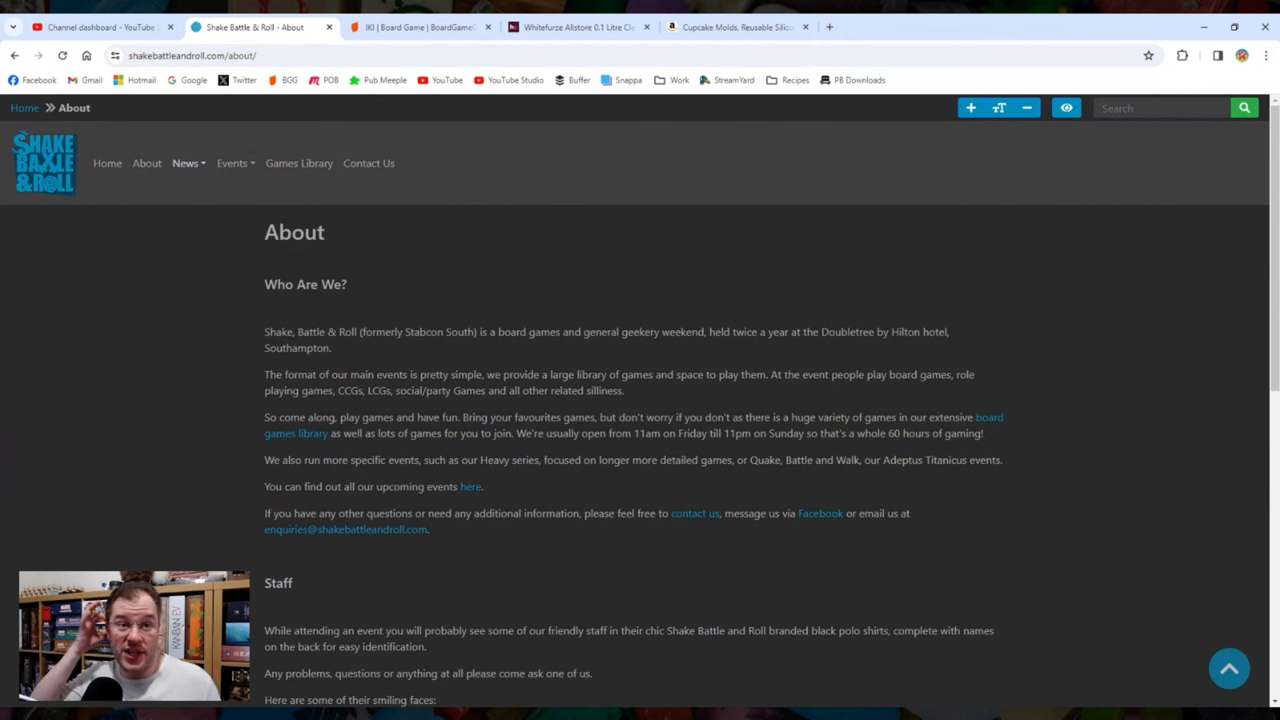 Channel dashboard - YouTube
Shake Battle & Roll - About
IKI | Board Game | BoardGame
Whitefurze Allstore 0.1 Litre Cle
Cupcake Molds, Reusable Silico
shakebattleandroll.com/about/
Facebook Gmail Hotmail Google Twitter BGG POB Pub Meeple YouTube YouTube Studio Buffer Snappa Work StreamYard Recipes PB Downloads
Home About
Search
SHAKE
BATTLE
& ROLL
Home About News Events Games Library Contact Us
About
Who Are We?
Shake, Battle & Roll (formerly Stabcon South) is a board games and general geekery weekend, held twice a year at the Doubletree by Hilton hotel,
Southampton.
The format of our main events is pretty simple, we provide a large library of games and space to play them. At the event people play board games, role
playing games, CCGs, LCGs, social/party Games and all other related silliness.
So come along, play games and have fun. Bring your favourites games, but don't worry if you don't as there is a huge variety of games in our extensive board
games library as well as lots of games for you to join. We're usually open from 11am on Friday till 11pm on Sunday so that's a whole 60 hours of gaming!
We also run more specific events, such as our Heavy series, focused on longer more detailed games, or Quake, Battle and Walk, our Adeptus Titanicus events.
You can find out all our upcoming events here.
If you have any other questions or need any additional information, please feel free to contact us, message us via Facebook or email us at
enquiries@shakebattleandroll.com.
Staff
While attending an event you will probably see some of our friendly staff in their chic Shake Battle and Roll branded black polo shirts, complete with names
on the back for easy identification.
Any problems, questions or anything at all please come ask one of us.
Here are some of their smiling faces:
KANBAN EV